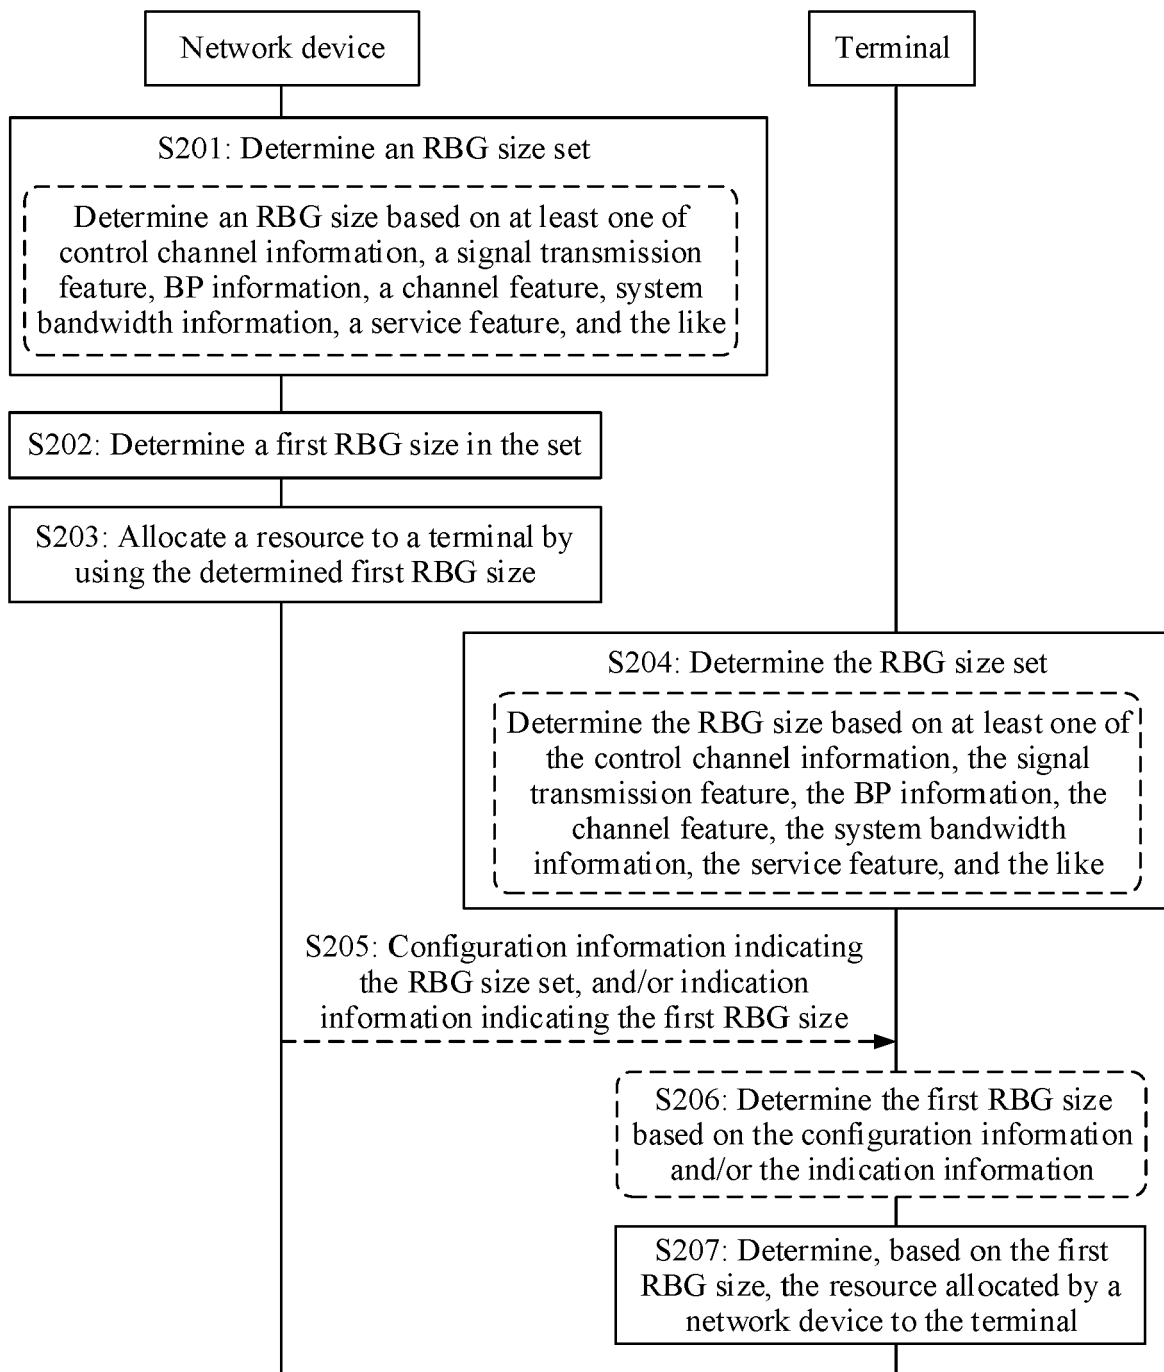 Network device
Terminal
S201: Determine an RBG size set
Determine an RBG size based on at least one of
control channel information, a signal transmission
feature, BP information, a channel feature, system
bandwidth information, a service feature, and the like
S202: Determine a first RBG size in the set
S203: Allocate a resource to a terminal by
using the determined first RBG size
S204: Determine the RBG size set
Determine the RBG size based on at least one of
the control channel information, the signal
transmission feature, the BP information, the
channel feature, the system bandwidth
information, the service feature, and the like
S205: Configuration information indicating
the RBG size set, and/or indication
information indicating the first RBG size
S206: Determine the first RBG size
based on the configuration information
and/or the indication information
S207: Determine, based on the first
RBG size, the resource allocated by a
network device to the terminal